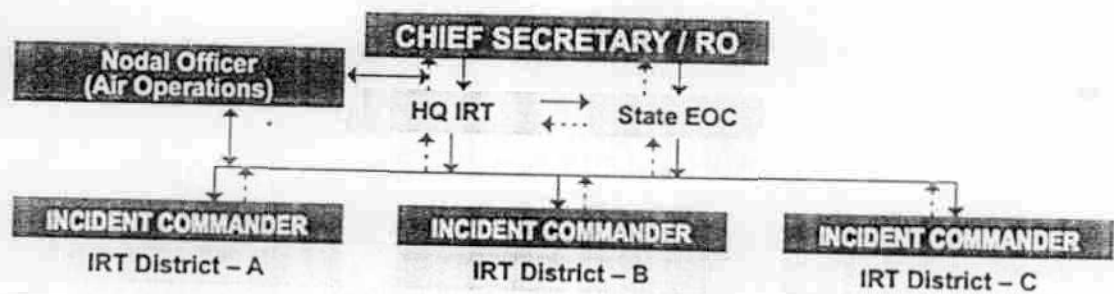 CHIEF SECRETARY / RO
Nodal Officer
(Air Operations)
HQ IRT
State EOC
INCIDENT COMMANDER
INCIDENT COMMANDER
INCIDENT COMMANDER
IRT District – A
IRT District – B
IRT District – C